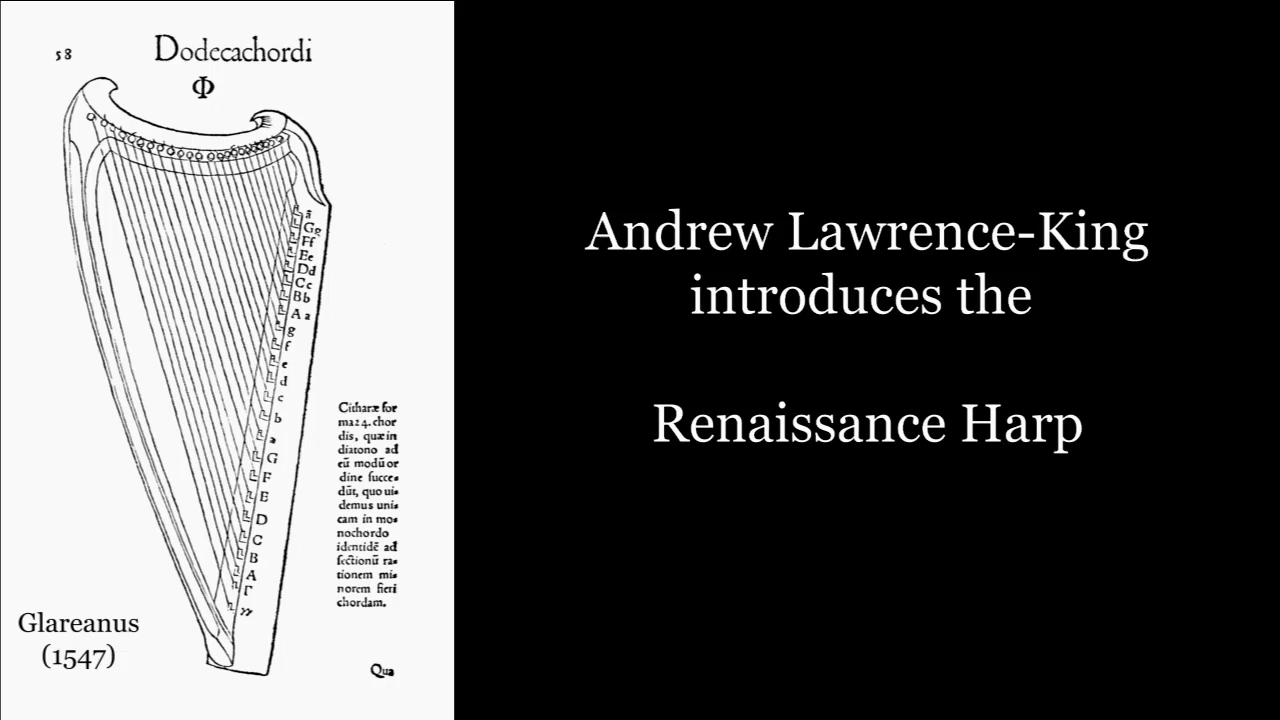 58
Dodecachordi
Φ
ã
Gg
Ff
Ee
Dd
Cc
Bb
A a
g
f
e
d
c
b
a
G
F
E
D
C
B
A
Γ
Citharæ for
ma 24. chor
dis, quæ in
diatono ad
eũ modũ or
dine succe-
dũt, quo ui-
demus uni-
cam in mo-
nochordo
identidẽ ad
sectionũ ra-
tionem mi-
norem fieri
chordam.
Qua
Glareanus
(1547)
Andrew Lawrence-King
introduces the
Renaissance Harp